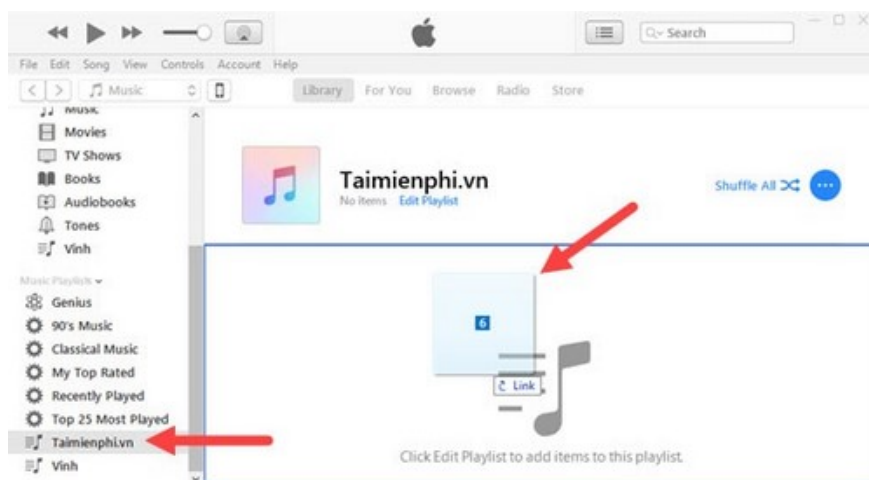 Search
File Edit Song View Controls Account Help
Music
Library For You Browse Radio Store
Music
Movies
TV Shows
Books
Audiobooks
Tones
Vinh
Music Playlists
Genius
90's Music
Classical Music
My Top Rated
Recently Played
Top 25 Most Played
Taimienphi.vn
Vinh
Taimienphi.vn
No items Edit Playlist
Shuffle All
6
Link
Click Edit Playlist to add items to this playlist.